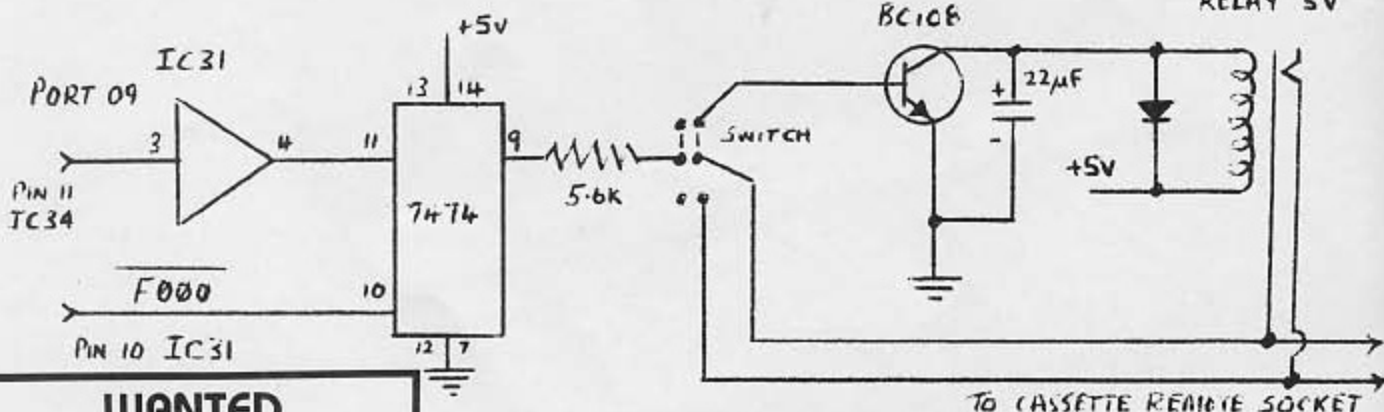 BC108
RELAY 5V
+5V
IC31
PORT 09
13 14
3
4
11
9
SWITCH
+ 22µF
-
+5V
PIN 11
IC34
7474
5.6K
F000
10
PIN 10 IC31
12 7
WANTED
TO CASSETTE REMOTE SOCKET